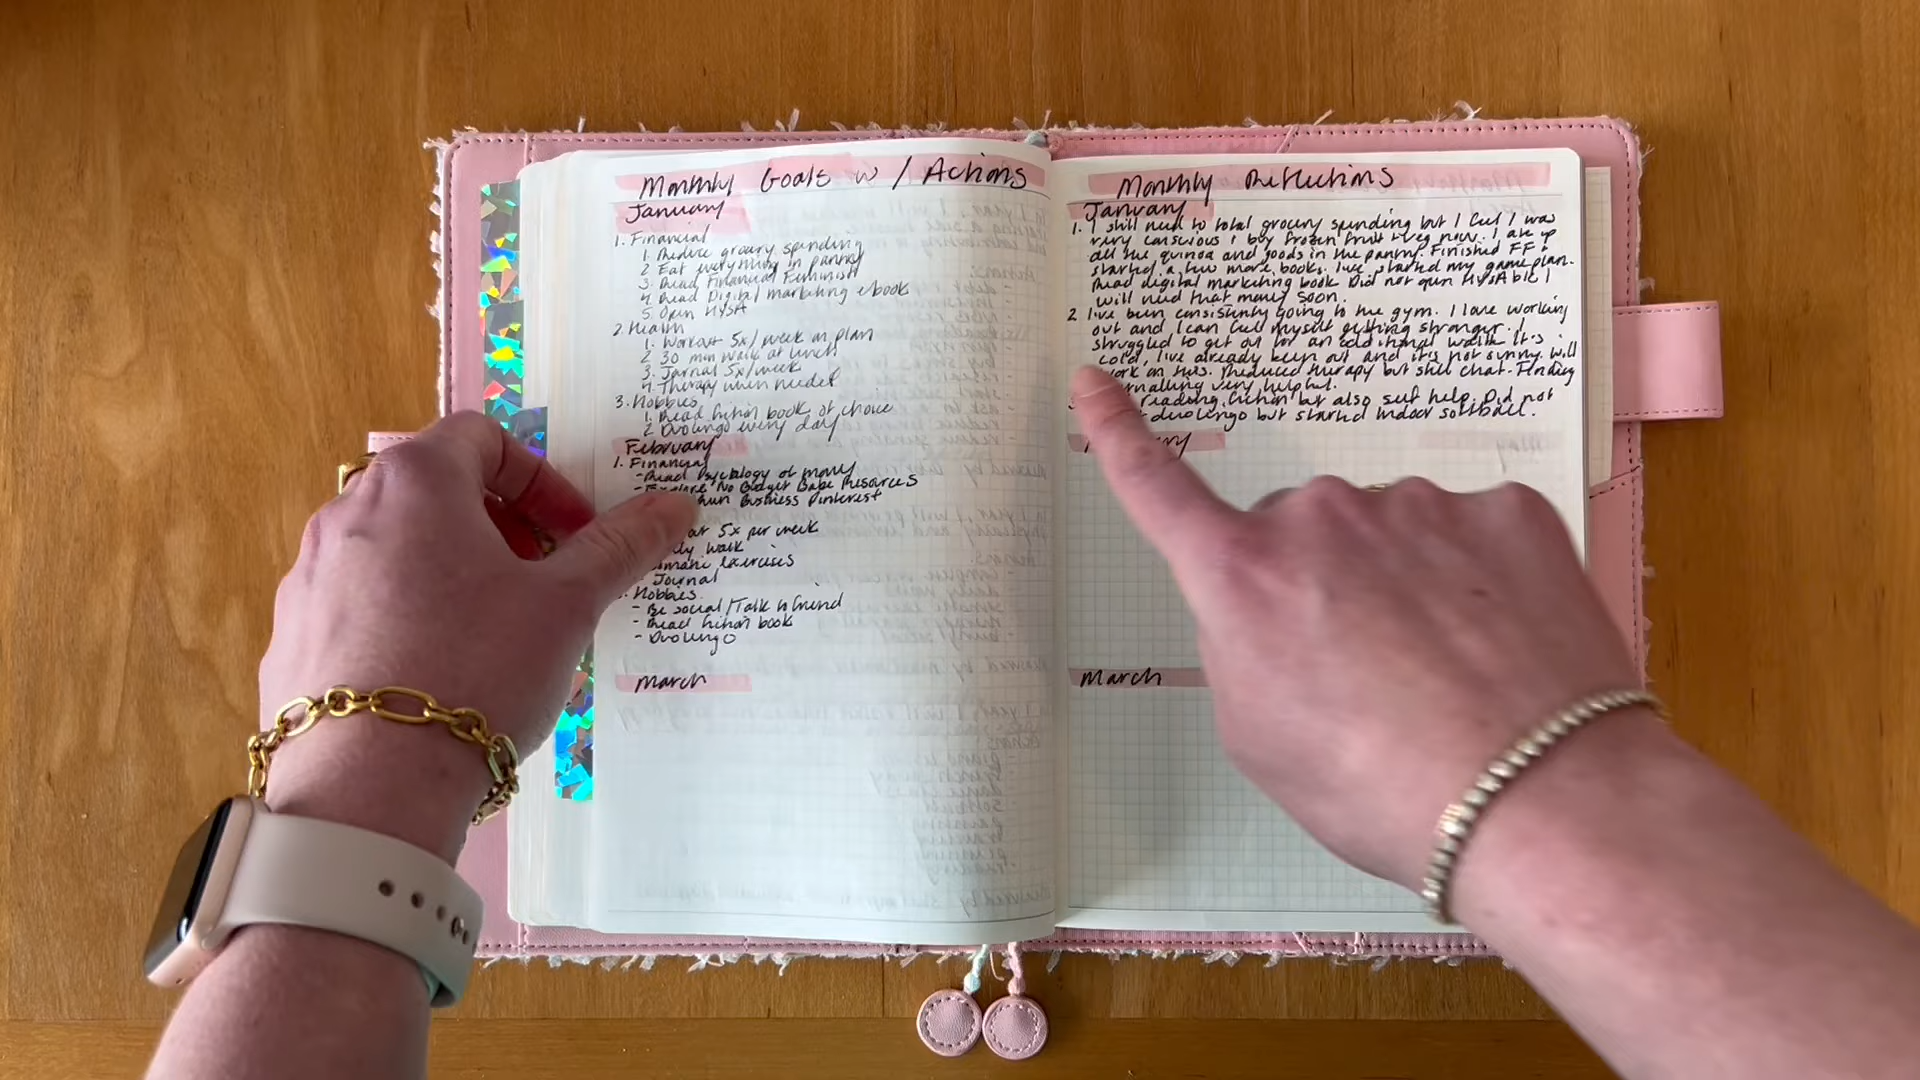 Monthly Goals w/ Actions
January
1. Financial
1. Reduce grocery spending
2. Eat everything in pantry
3. Read Financial Feminist
4. Read Digital marketing ebook
5. Open HYSA
2. Health
1. Workout 5x/week on plan
2. 30 min walk at lunch
3. Jornal 5x/week
4. Therapy when needed
3. Hobbies
1. Read fiction book of choice
2. Duolingo every day
February
1. Financial
- Read Psycology of money
- Explore No Budget Babe Resources
Business Pinterest
5x per week
walk
exercises
- Journal
Hobbies
- Be social/Talk to friend
- Read fiction book
- Duolingo
March
Monthly Reflections
January
1. I still need to total grocery spending but I feel I was
very conscious & buy frozen fruit & veg now. I ate up
all the quinoa and goods in the pantry. Finished FF &
started a few more books. I've started my game plan.
Read digital marketing book Did not open HYSA b/c I
will need that money soon.
2 I've been consistently going to the gym. I love working
out and I can feel myself getting stronger. I
struggled to get out for an additional walk It's
cold, I've already been out and it's not sunny. Will
work on this. Reduced therapy but still chat. Finding
very helpful.
reading fiction but also self help. Did not
duolingo but started indoor softball.
March